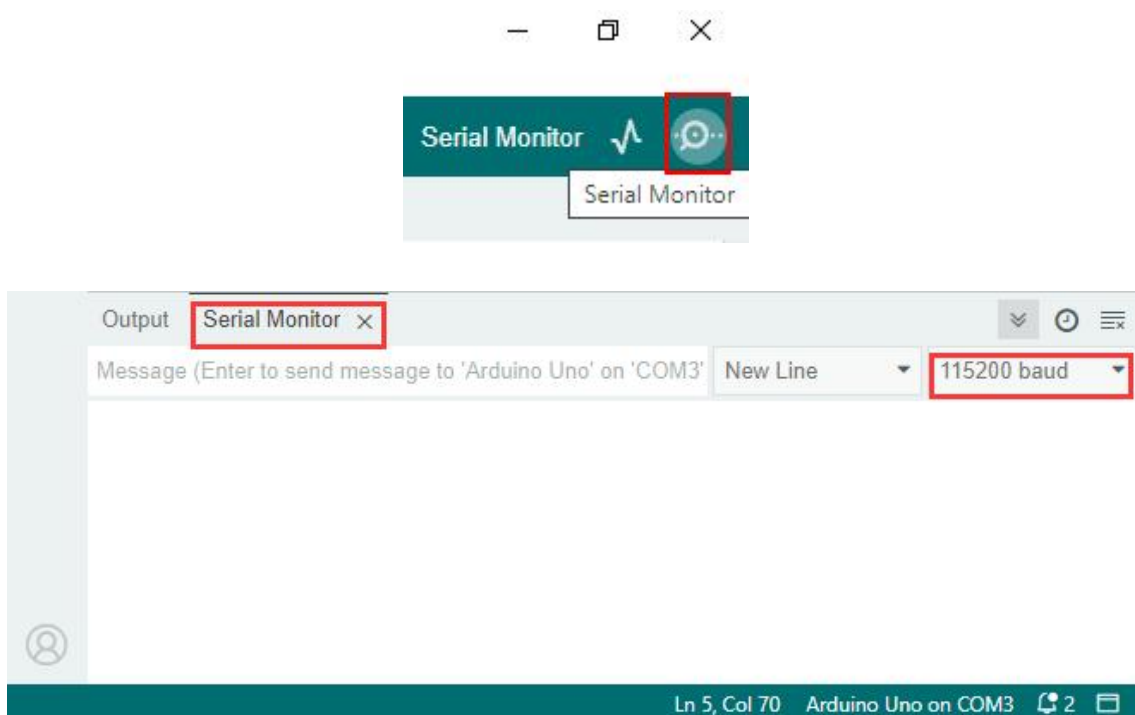 Serial Monitor
Serial Monitor
Output Serial Monitor
Message (Enter to send message to 'Arduino Uno' on 'COM3' New Line 115200 baud
Ln 5, Col 70 Arduino Uno on COM3 2